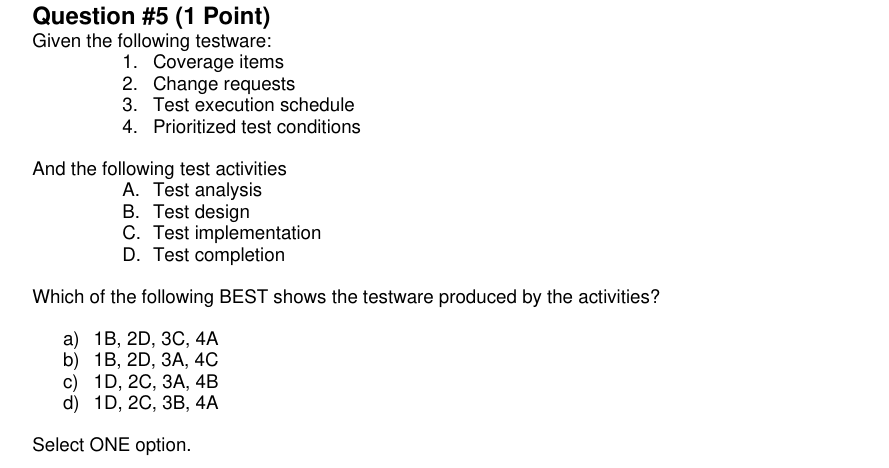 Question #5 (1 Point)
Given the following testware:
1. Coverage items
2. Change requests
3. Test execution schedule
4. Prioritized test conditions
And the following test activities
A. Test analysis
B. Test design
C. Test implementation
D. Test completion
Which of the following BEST shows the testware produced by the activities?
a) 1B, 2D, 3C, 4A
b) 1B, 2D, 3A, 4C
c) 1D, 2C, 3A, 4B
d) 1D, 2C, 3B, 4A
Select ONE option.